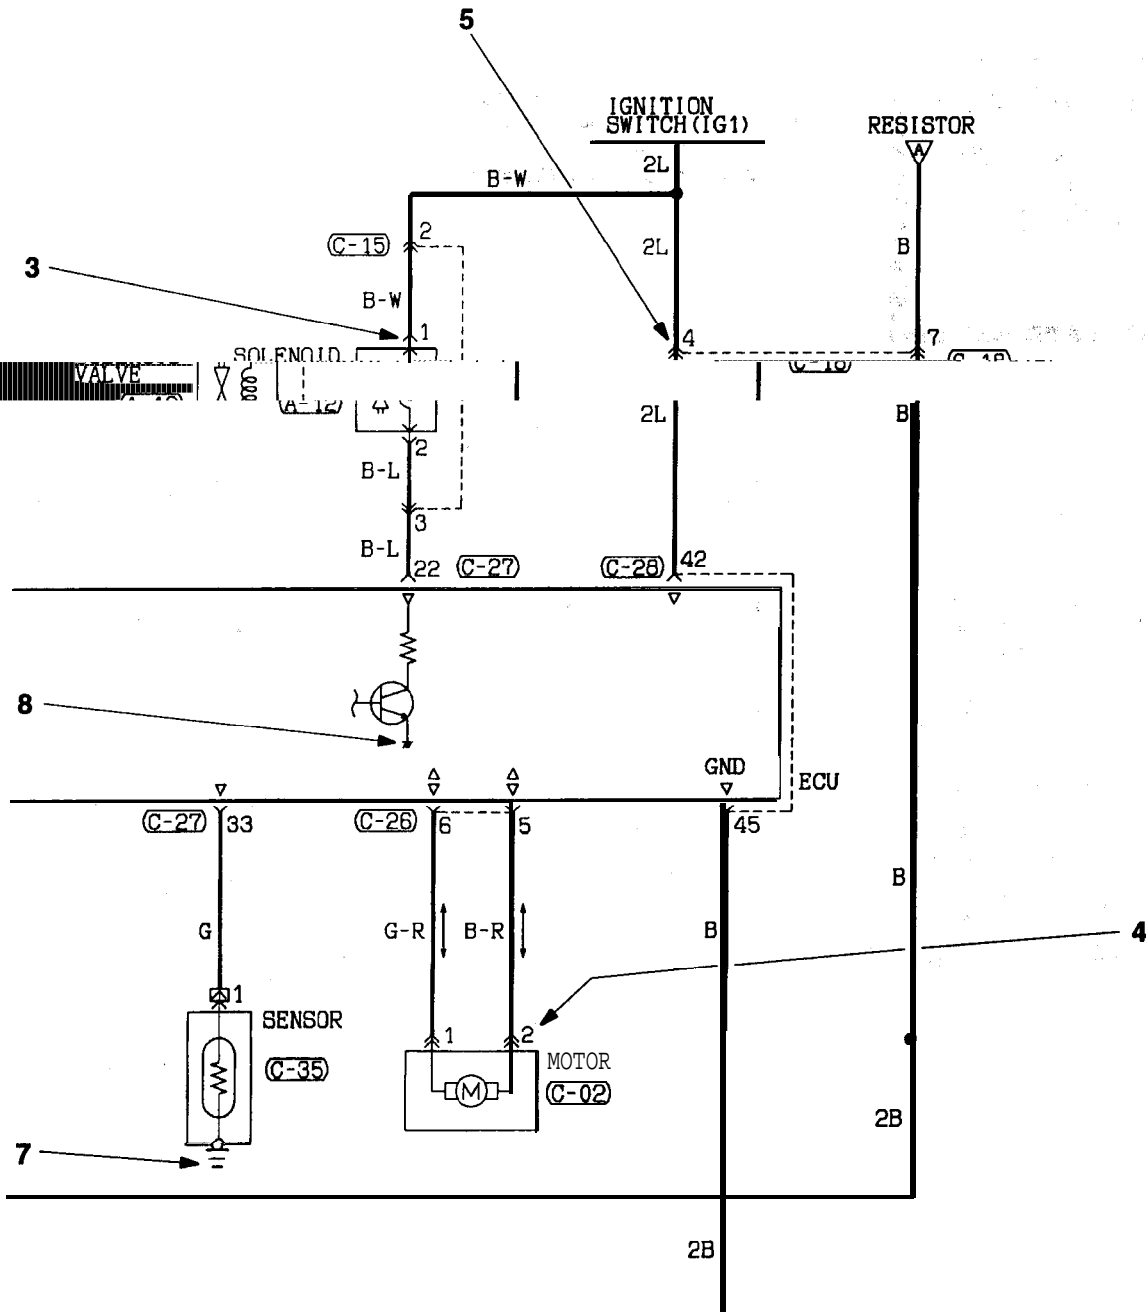 5
IGNITION
SWITCH(IG1)
RESISTOR
A
2L
B-W
2
C-15
2L
B
3
B-W
1
4
7
SOLENOID
VALVE
A-12
2L
B
2
B-L
3
B-L
22
C-27
C-28
42
8
GND
ECU
C-27
33
C-26
6
5
45
B
G
G-R
B-R
B
4
1
SENSOR
1
2
C-35
MOTOR
M
C-02
2B
7
2B